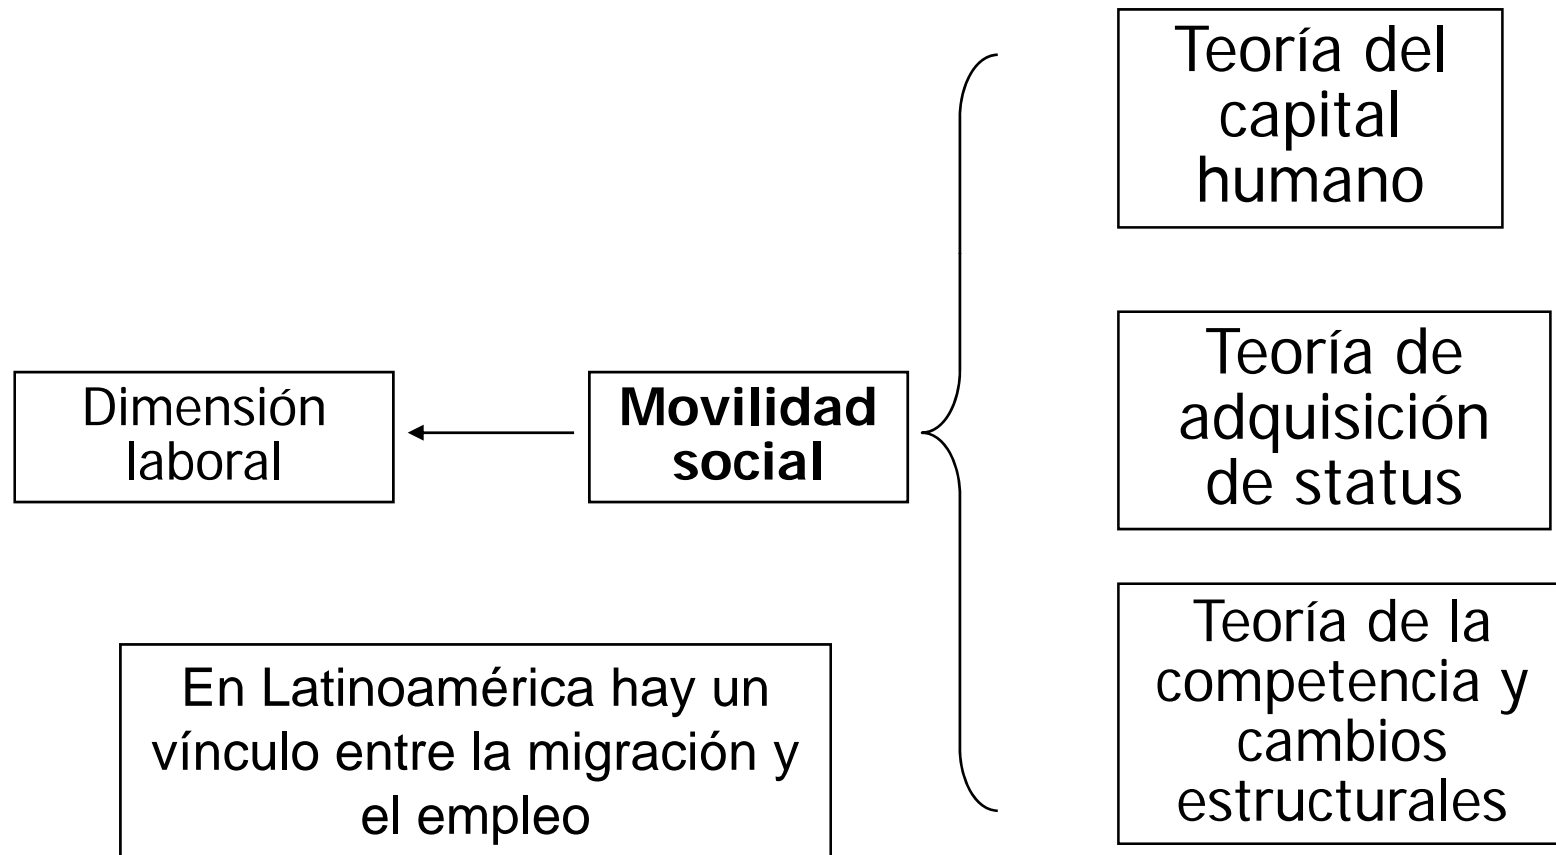 Teoría del
capital
humano
Dimensión
laboral
Movilidad
social
Teoría de
adquisición
de status
En Latinoamérica hay un
vínculo entre la migración y
el empleo
Teoría de la
competencia y
cambios
estructurales